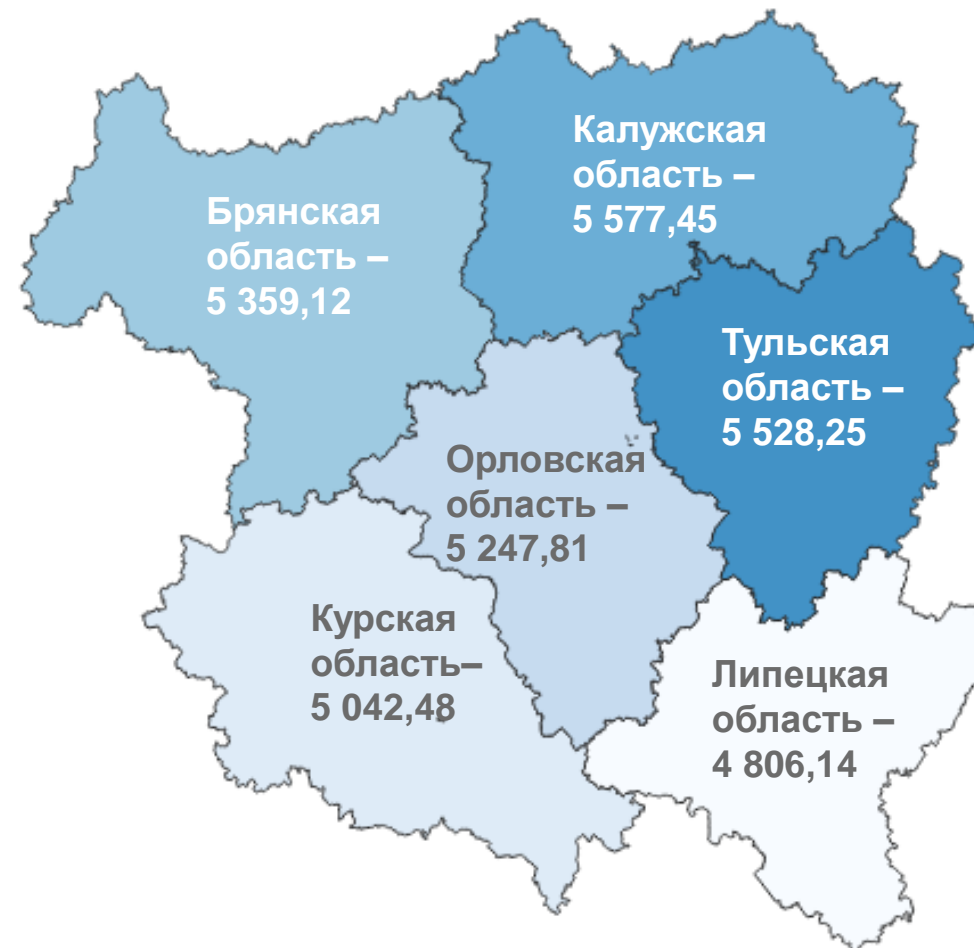 Калужская
область –
5 577,45
Брянская
область –
5 359,12
Тульская
область –
5 528,25
Орловская
область –
5 247,81
Курская
область–
5 042,48
Липецкая
область –
4 806,14